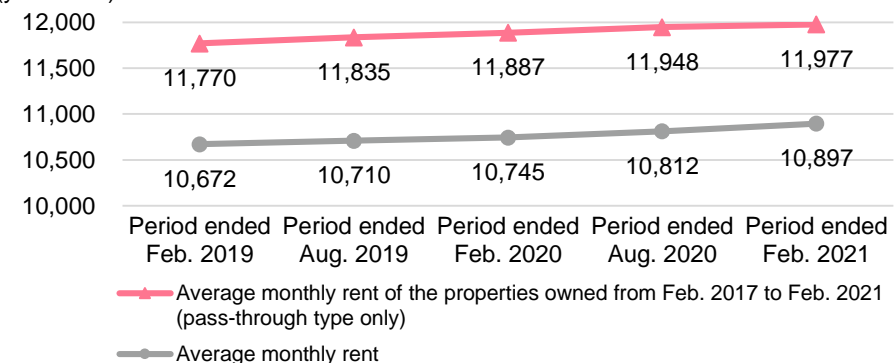 12,000
11,500
11,000
10,500
10,000
11,770 11,835 11,887 11,948 11,977
10,672 10,710 10,745 10,812 10,897
Period ended Period ended Period ended Period ended Period ended
Feb. 2019 Aug. 2019 Feb. 2020 Aug. 2020 Feb. 2021
Average monthly rent of the properties owned from Feb. 2017 to Feb. 2021
(pass-through type only)
Average monthly rent